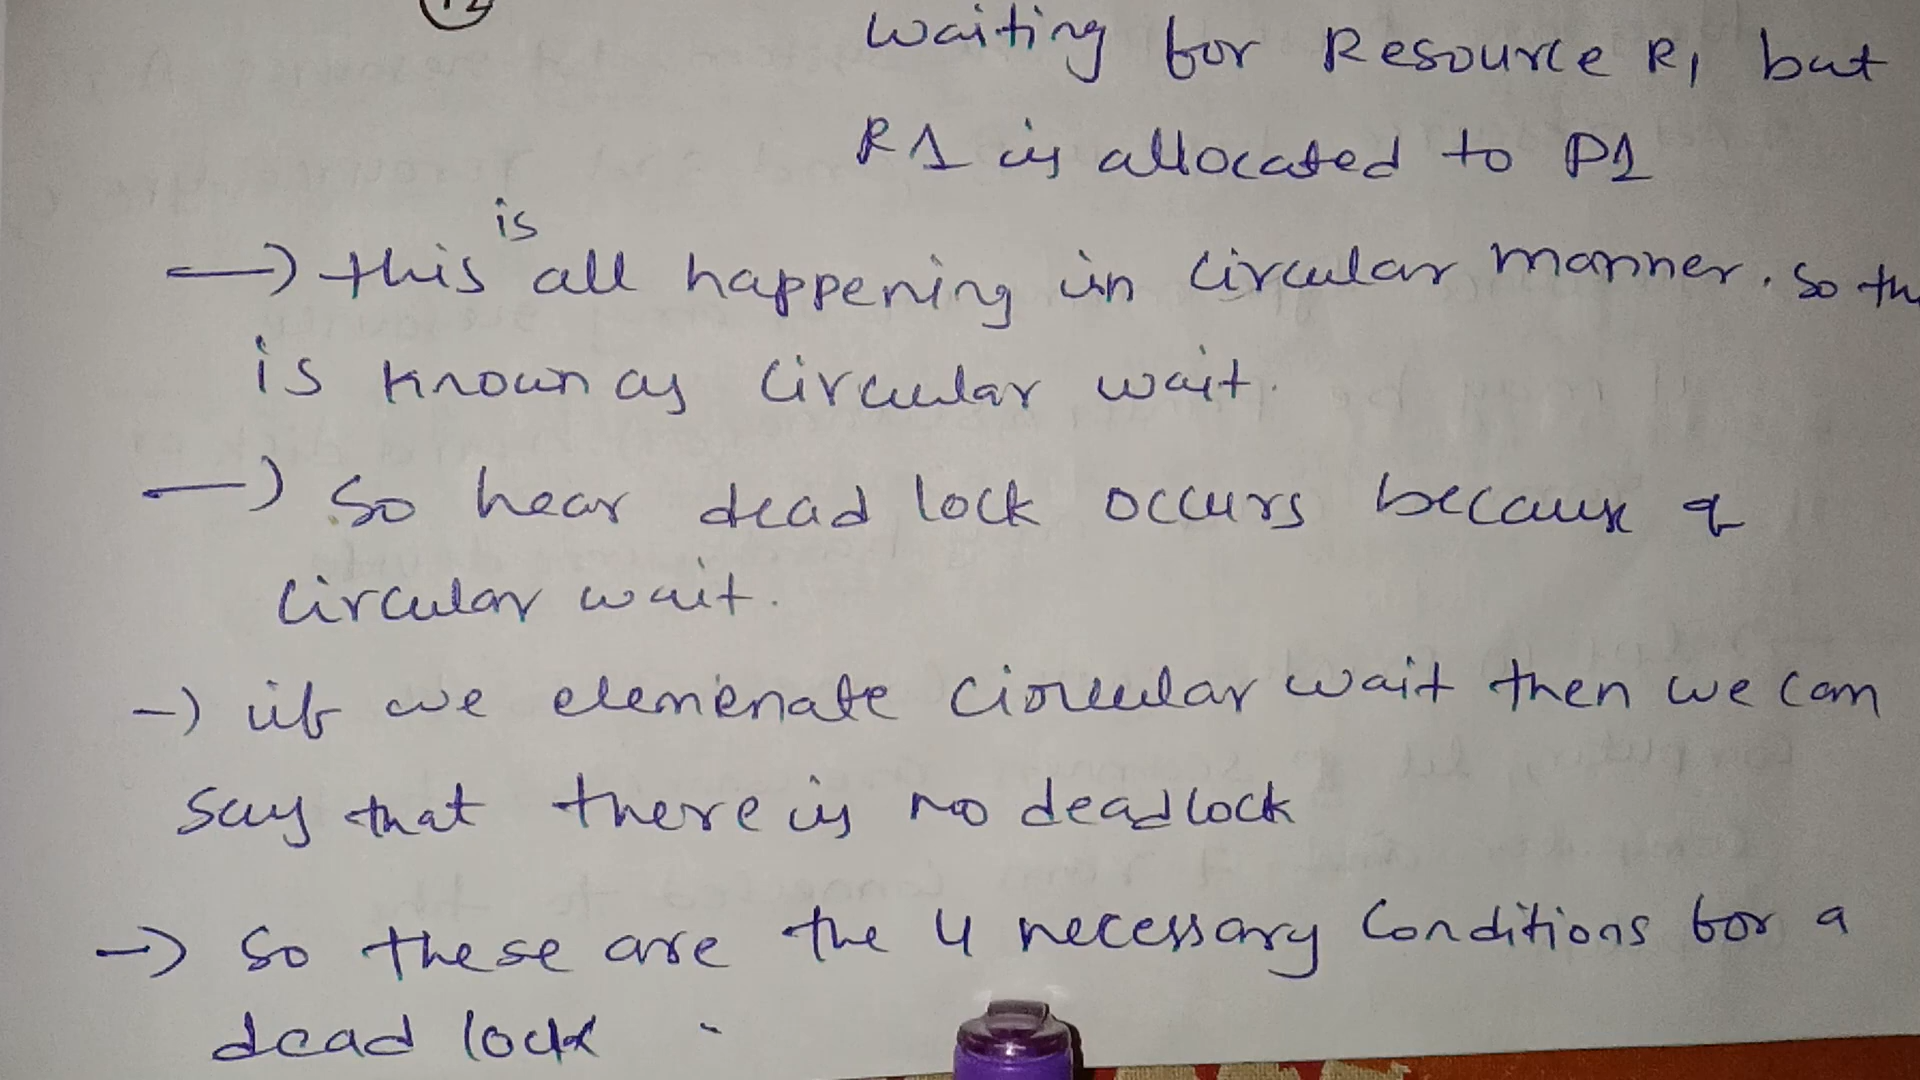 12
waiting for Resource R1 but
R1 is allocated to P1
→ this is all happening in circular manner. so th
is known as circular wait.
→ so hear dead lock occurs because of
circular wait.
→ if we elemenate circular wait then we can
say that there is no deadlock
→ so these are the 4 necessary Conditions for a
dead lock